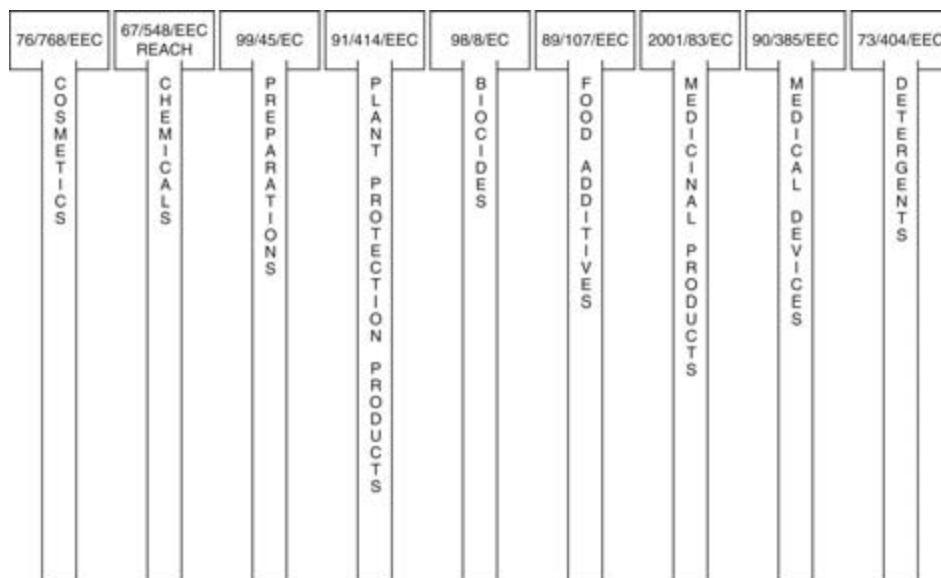 76/768/EEC
67/548/EEC
REACH
99/45/EC
91/414/EEC
98/8/EC
89/107/EEC
2001/83/EC
90/385/EEC
73/404/EEC
COSMETICS
CHEMICALS
PREPARATIONS
PLANT PROTECTION PRODUCTS
BIOCIDES
FOOD ADDITIVES
MEDICINAL PRODUCTS
MEDICAL DEVICES
DETERGENTS